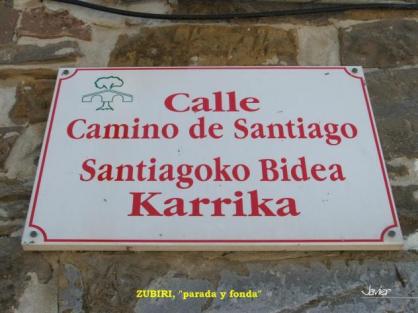 Calle
Camino de Santiago
Santiagoko Bidea
Karrika
ZUBIRI, "parada y fonda"
Javier